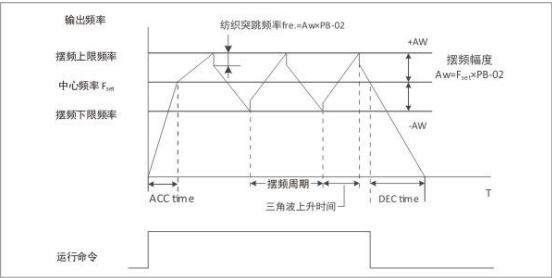 输出频率
纺织突跳频率fre.=Aw×PB-02
+AW
摆频上限频率
摆频幅度
中心频率 Fset
Aw=Fset×PB-02
摆频下限频率
-AW
摆频周期
T
ACC time
三角波上升时间
DEC time
运行命令